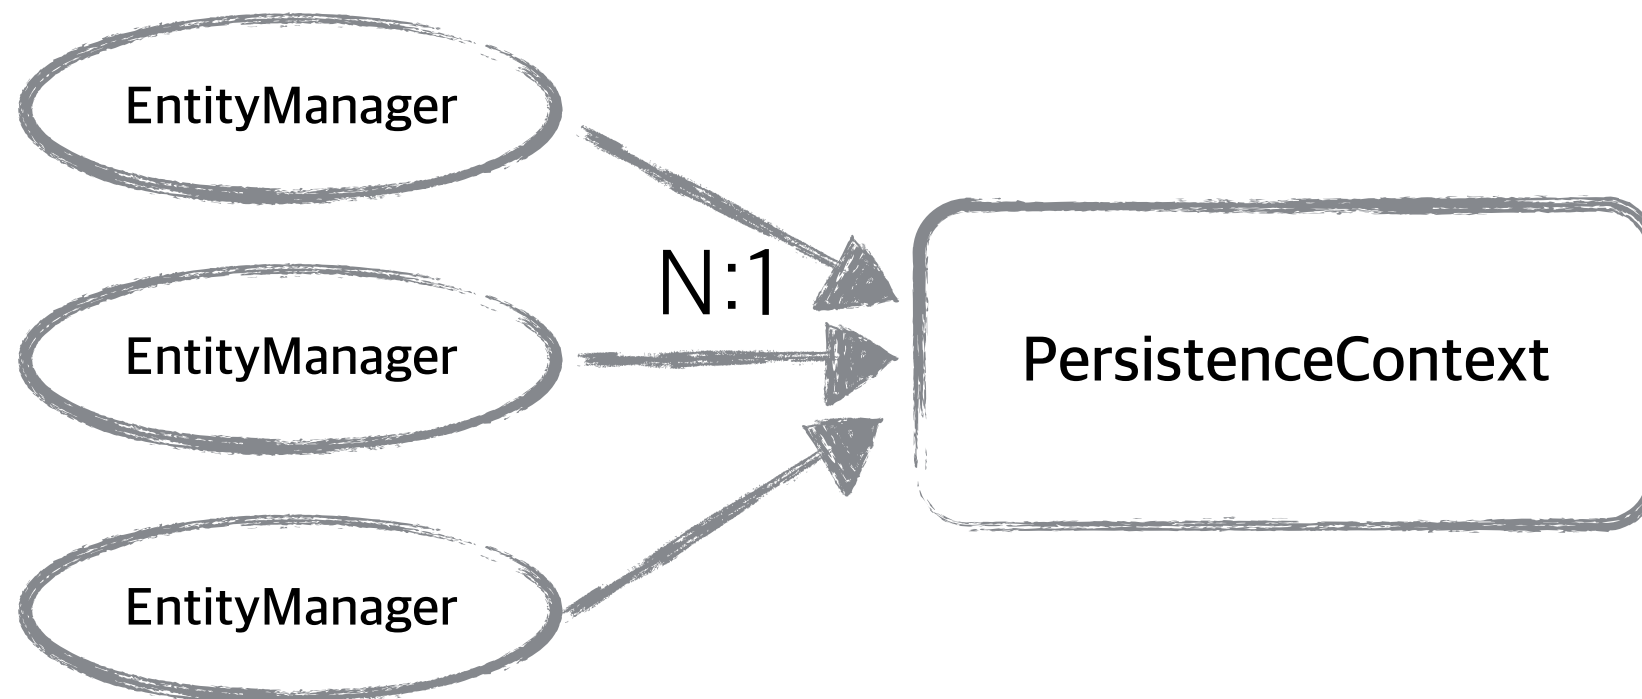 EntityManager
N:1
EntityManager
PersistenceContext
EntityManager